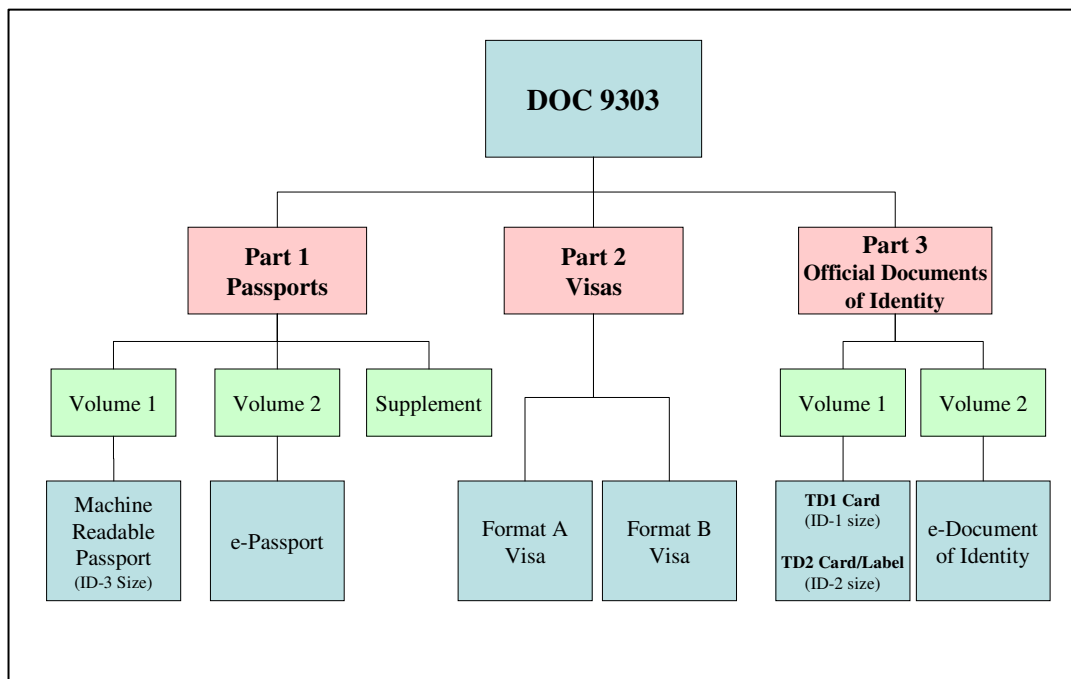 DOC 9303
Part 1
Passports
Part 2
Visas
Part 3
Official Documents
of Identity
Volume 1
Volume 2
Supplement
Volume 1
Volume 2
Machine
Readable
Passport
(ID-3 Size)
e-Passport
Format A
Visa
Format B
Visa
TD1 Card
(ID-1 size)
TD2 Card/Label
(ID-2 size)
e-Document
of Identity